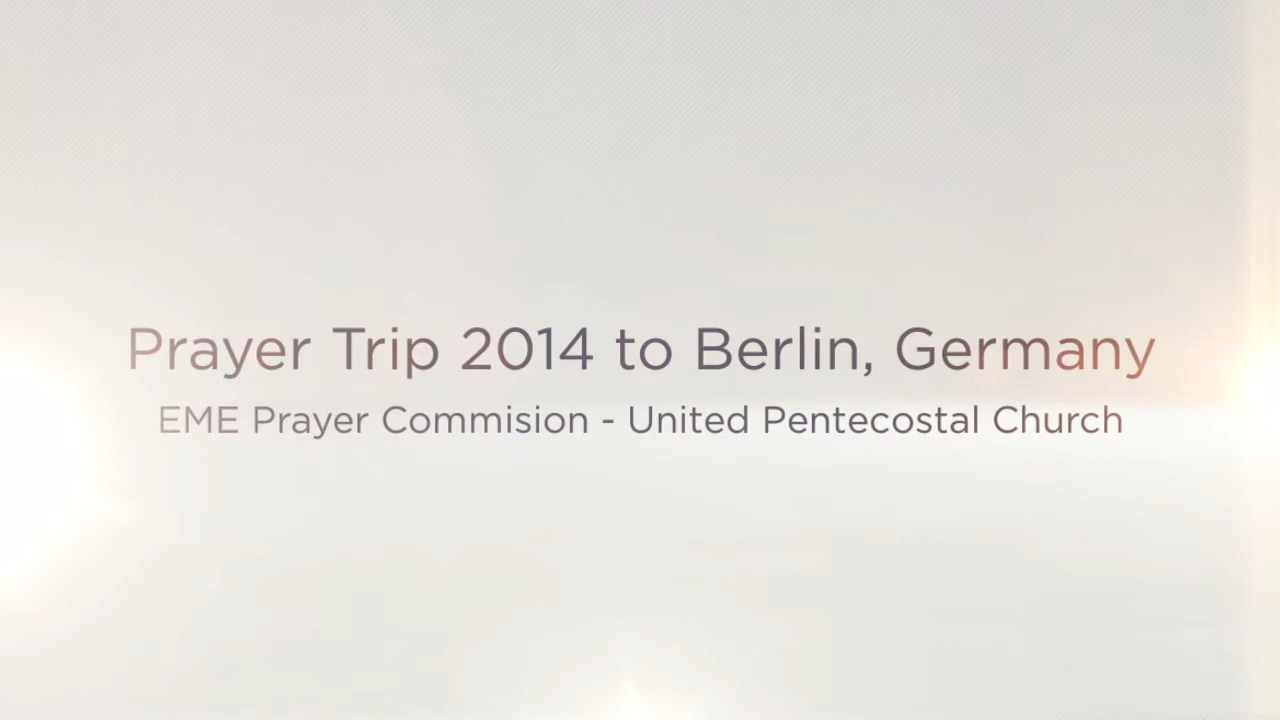 Prayer Trip 2014 to Berlin, Germany
EME Prayer Commision - United Pentecostal Church